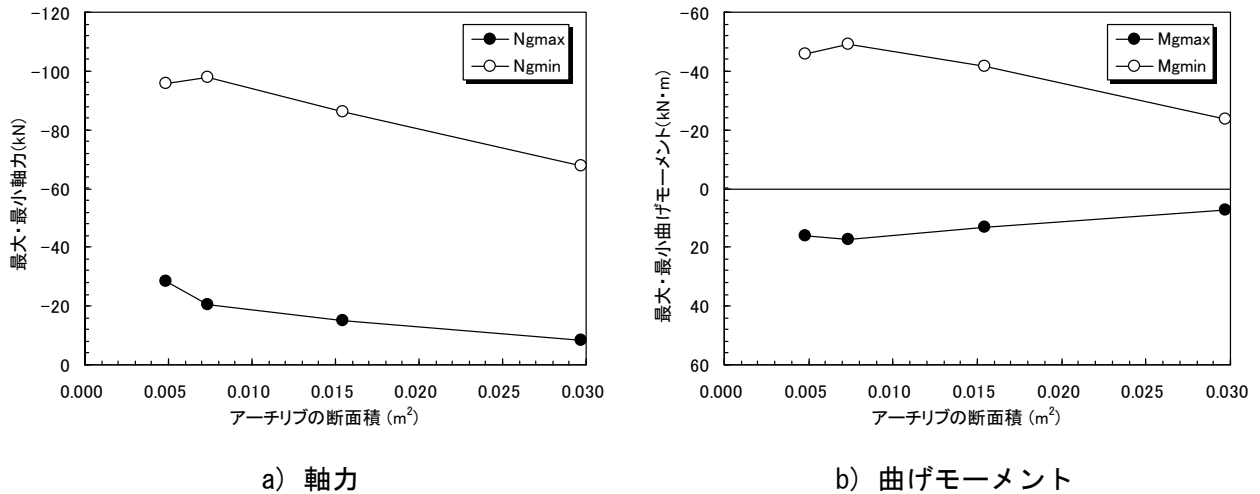 -120
-100
-80
-60
-40
-20
0
0.000 0.005 0.010 0.015 0.020 0.025 0.030
アーチリブの断面積 (m²)
最大・最小軸力(kN)
Ngmax
Ngmin
a) 軸力
-60
-40
-20
0
20
40
60
0.000 0.005 0.010 0.015 0.020 0.025 0.030
アーチリブの断面積 (m²)
最大・最小曲げモーメント(kN・m)
Mgmax
Mgmin
b) 曲げモーメント